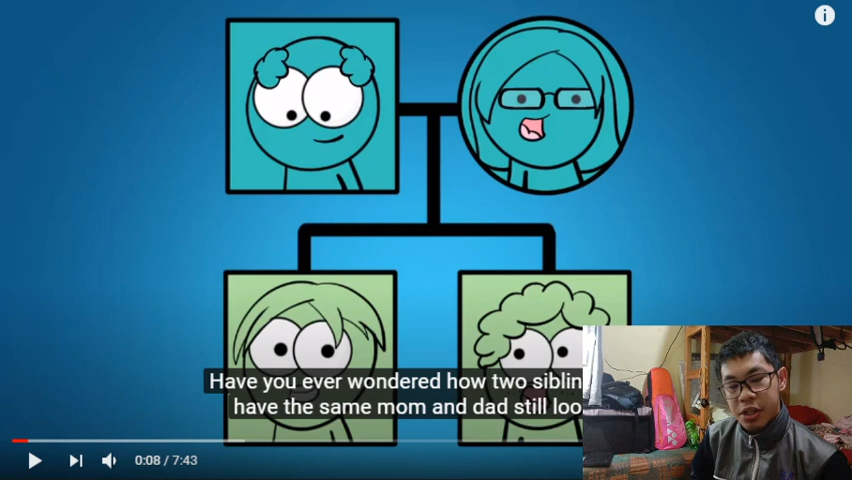 Have you ever wondered how two siblin
have the same mom and dad still loo
0:08 / 7:43